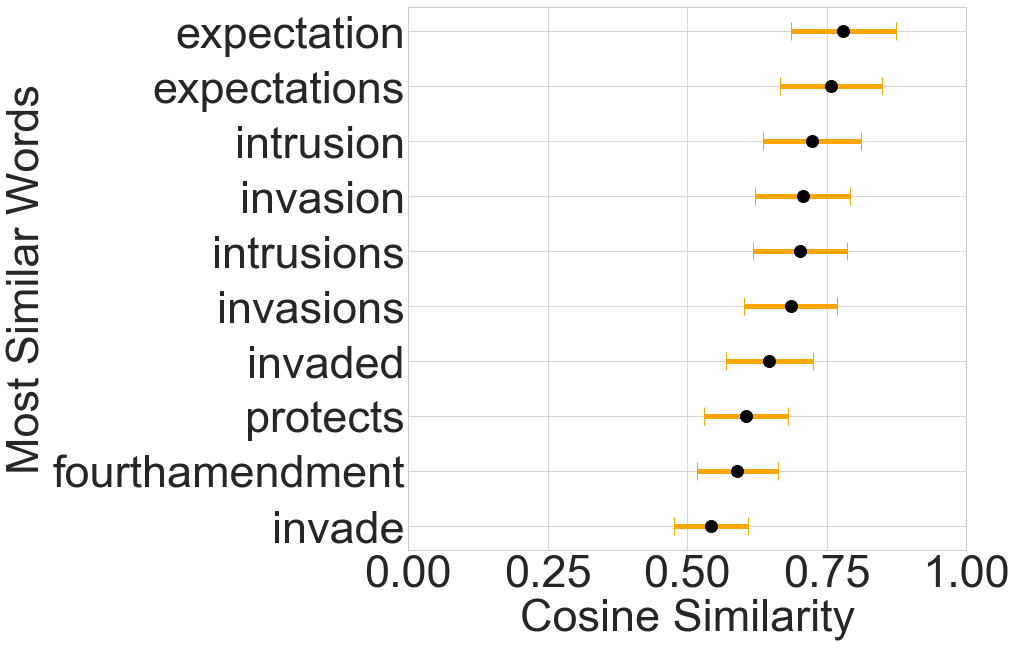 Most Similar Words
expectation
expectations
intrusion
invasion
intrusions
invasions
invaded
protects
fourthamendment
invade
0.00 0.25 0.50 0.75 1.00
Cosine Similarity